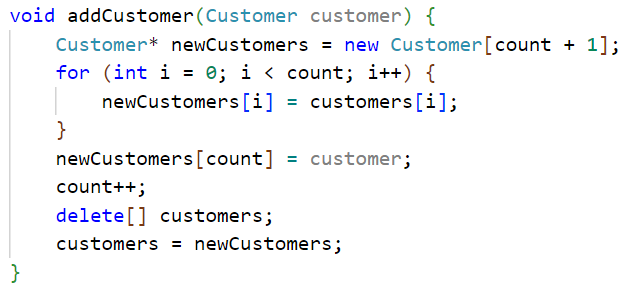 void addCustomer(Customer customer) {
    Customer* newCustomers = new Customer[count + 1];
    for (int i = 0; i < count; i++) {
        newCustomers[i] = customers[i];
    }
    newCustomers[count] = customer;
    count++;
    delete[] customers;
    customers = newCustomers;
}